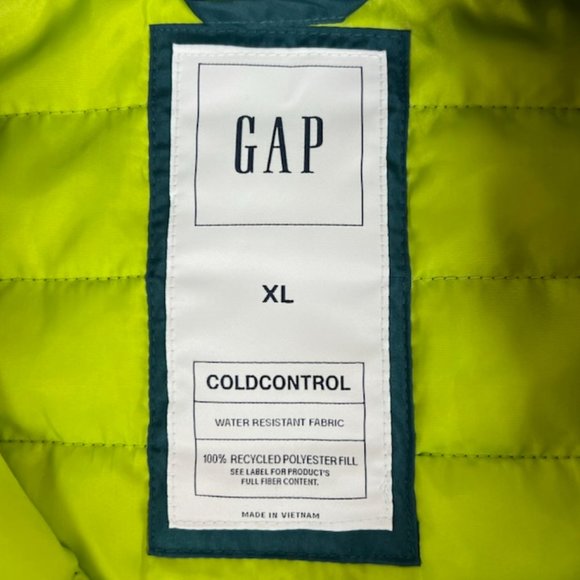 GAP
XL
COLDCONTROL
WATER RESISTANT FABRIC
100% RECYCLED POLYESTER FILL
SEE LABEL FOR PRODUCT'S
FULL FIBER CONTENT.
MADE IN VIETNAM